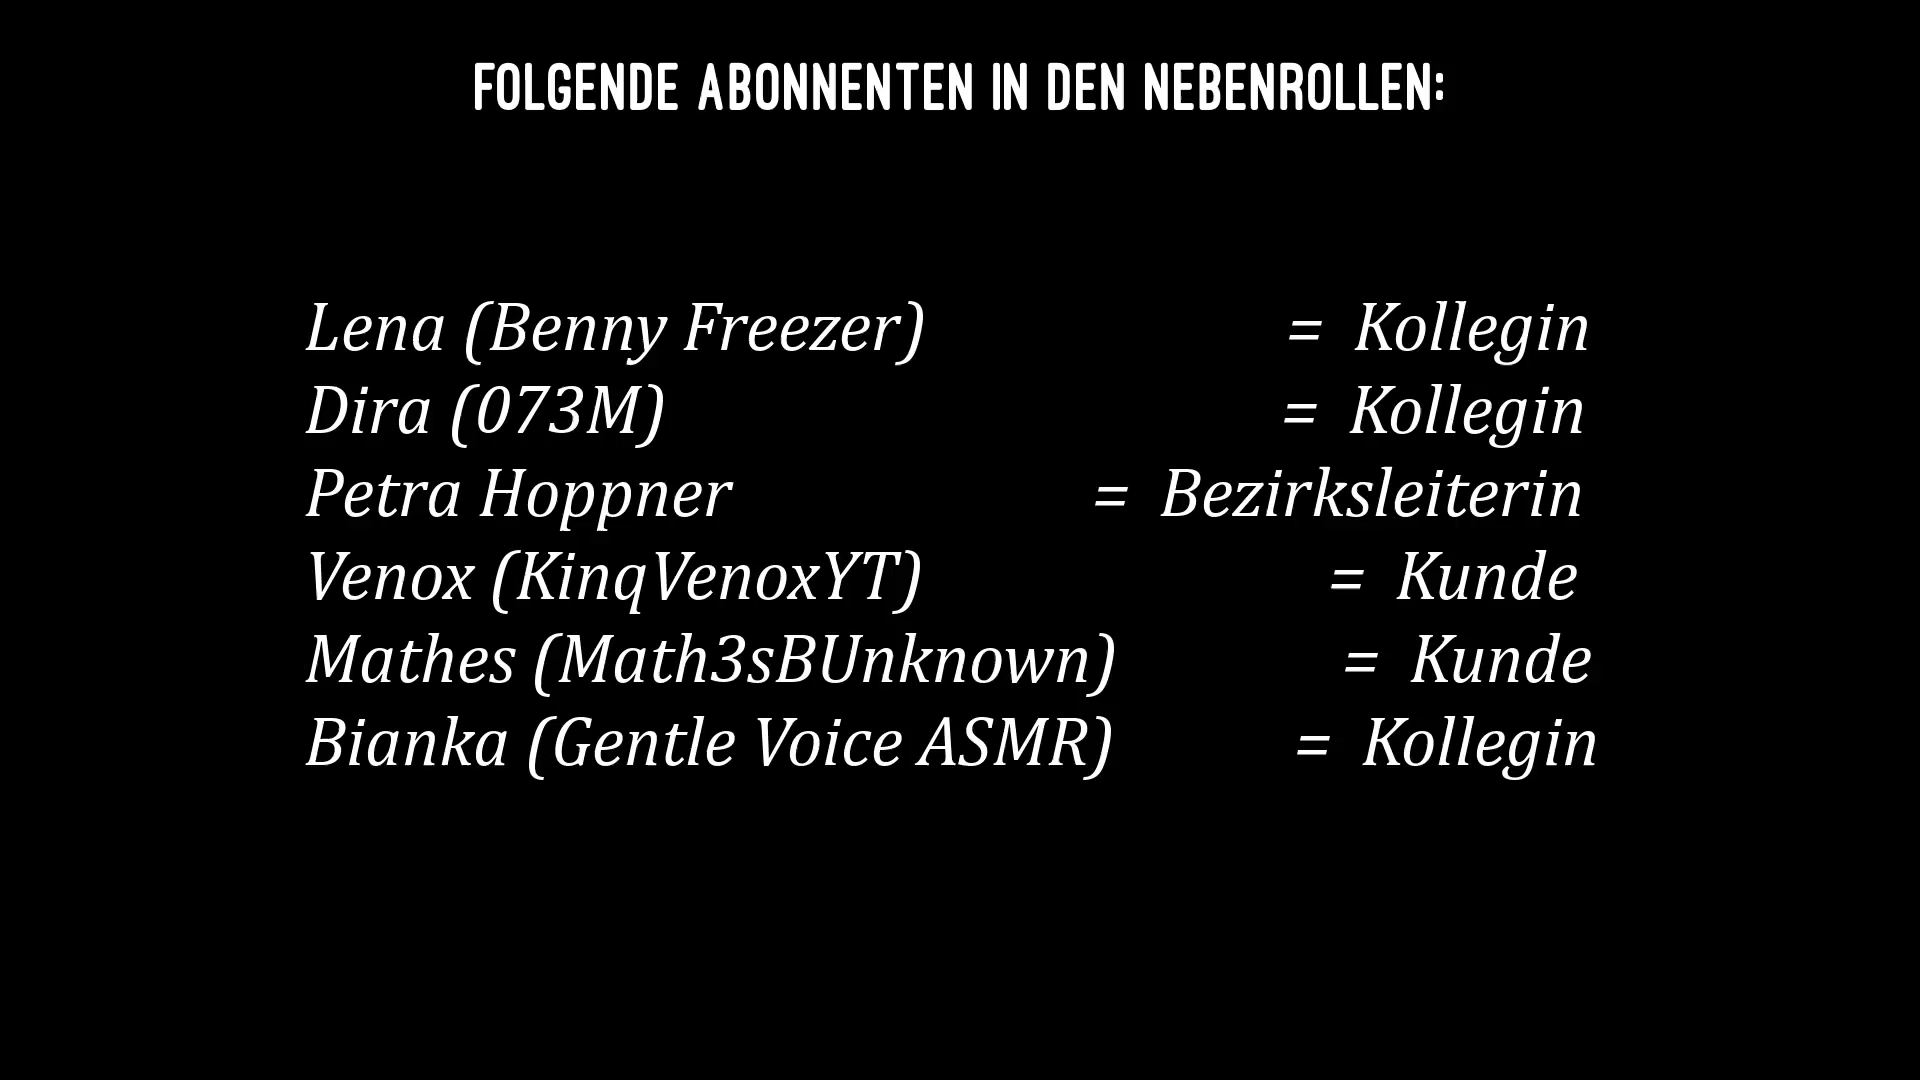 FOLGENDE ABONNENTEN IN DEN NEBENROLLEN:
Lena (Benny Freezer) = Kollegin
Dira (073M) = Kollegin
Petra Hoppner = Bezirksleiterin
Venox (KinqVenoxYT) = Kunde
Mathes (Math3sBUnknown) = Kunde
Bianka (Gentle Voice ASMR) = Kollegin